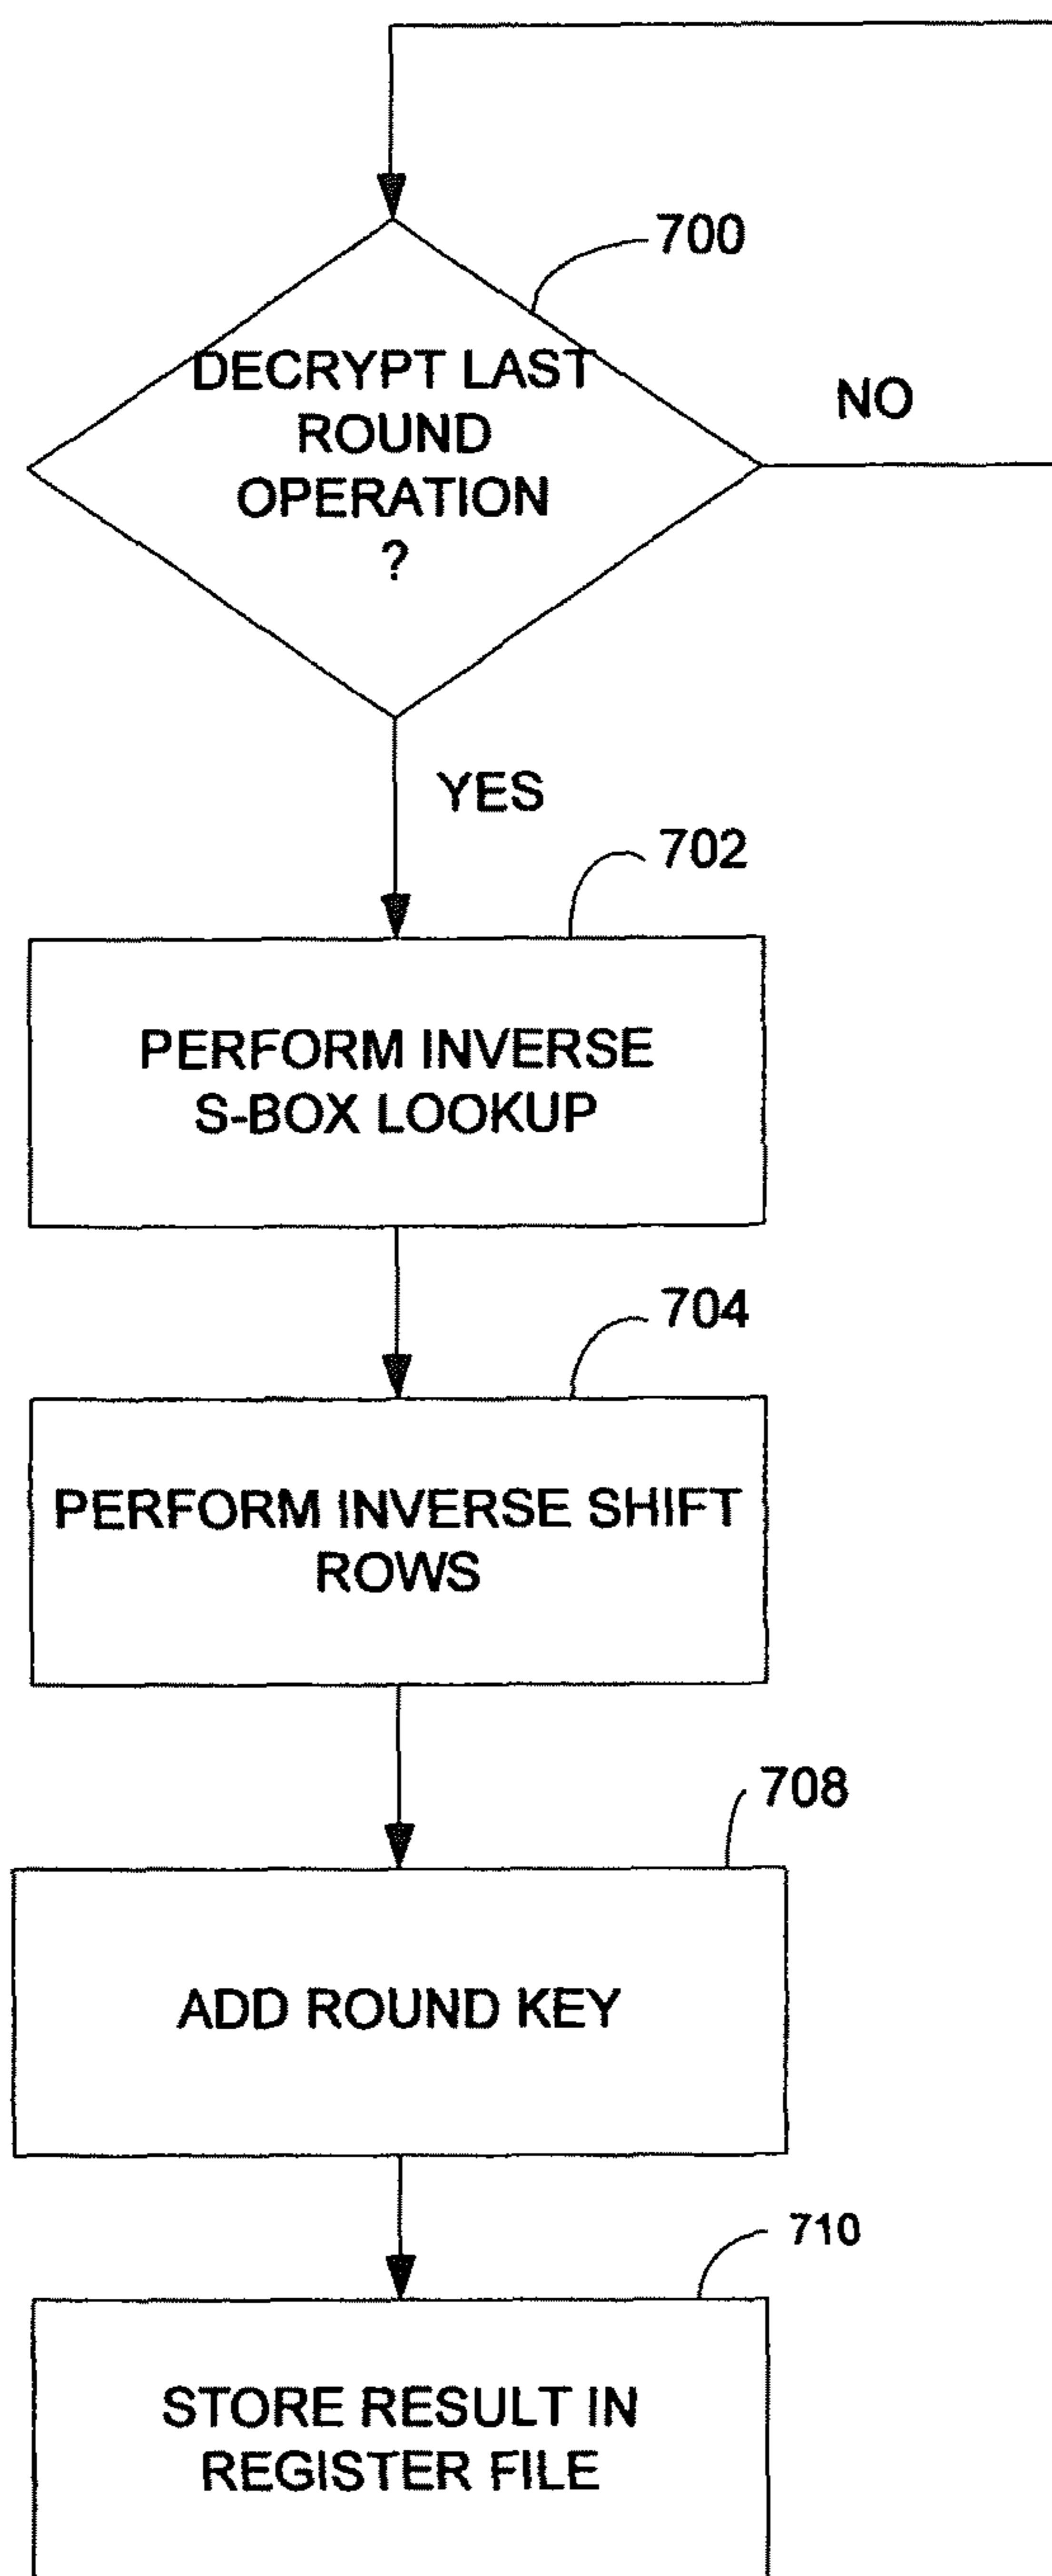 700
DECRYPT LAST
ROUND
OPERATION
?
NO
YES
702
PERFORM INVERSE
S-BOX LOOKUP
704
PERFORM INVERSE SHIFT
ROWS
708
ADD ROUND KEY
710
STORE RESULT IN
REGISTER FILE